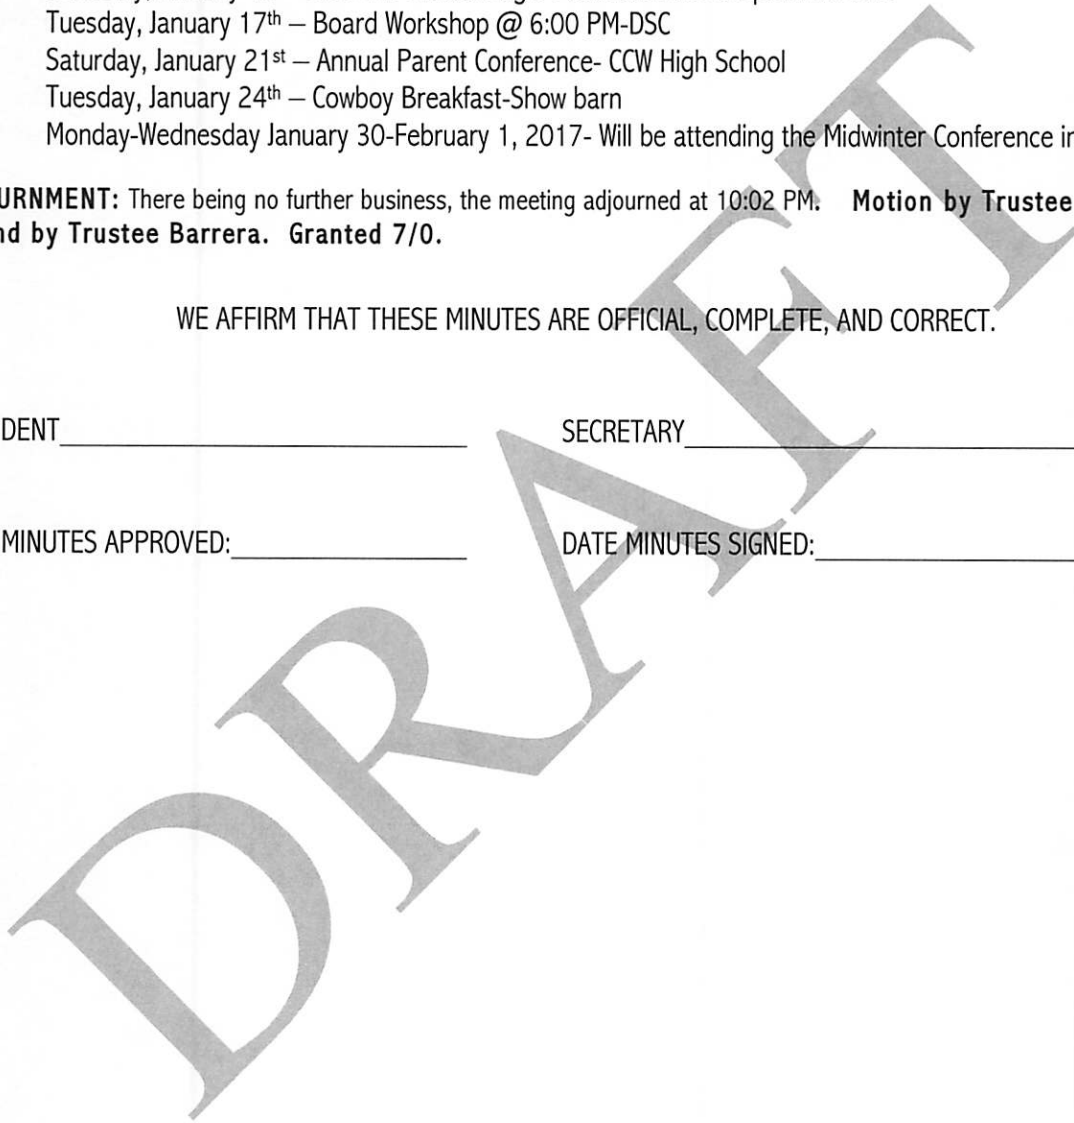 Tuesday, January 17th – Board Workshop @ 6:00 PM-DSC
Saturday, January 21st – Annual Parent Conference- CCW High School
Tuesday, January 24th – Cowboy Breakfast-Show barn
Monday-Wednesday January 30-February 1, 2017- Will be attending the Midwinter Conference in
URNMENT: There being no further business, the meeting adjourned at 10:02 PM. Motion by Trustee
nd by Trustee Barrera. Granted 7/0.
WE AFFIRM THAT THESE MINUTES ARE OFFICIAL, COMPLETE, AND CORRECT.
DENT SECRETARY
MINUTES APPROVED: DATE MINUTES SIGNED:
DRAFT